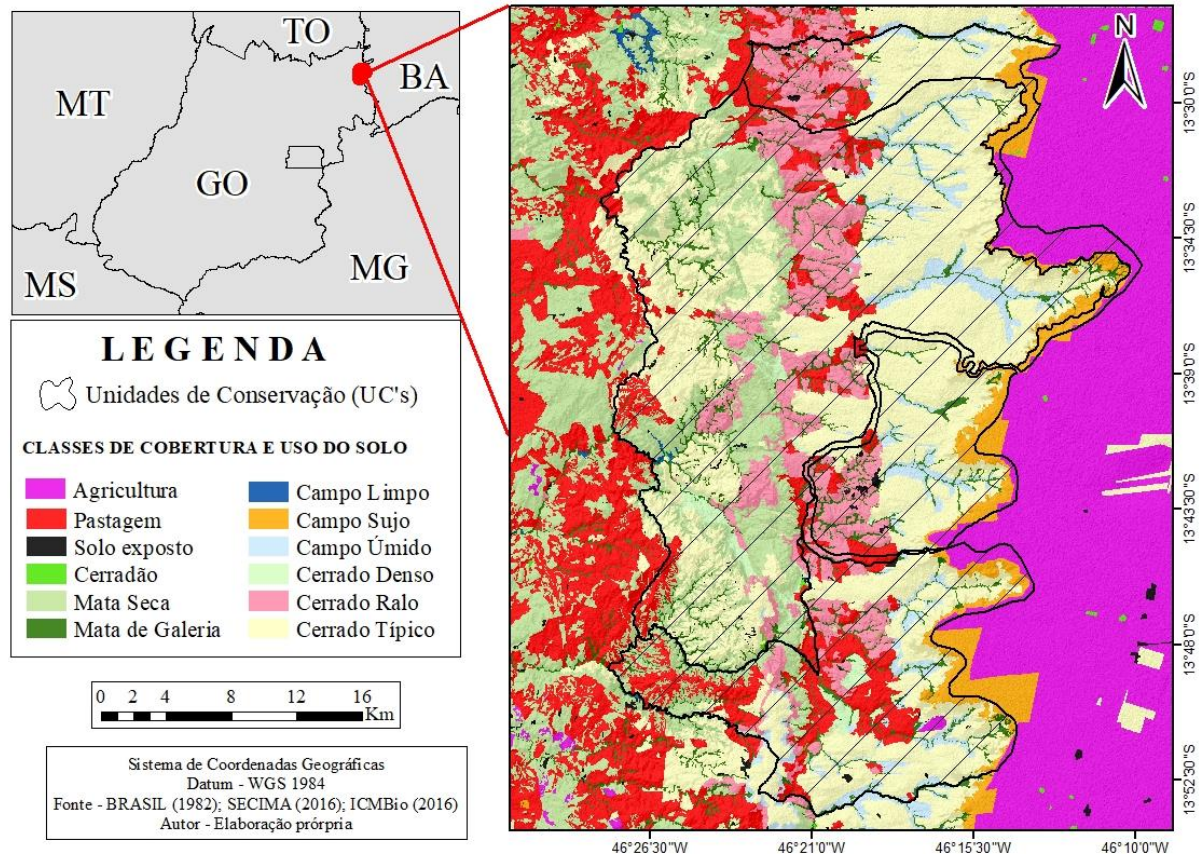 TO
BA
MT
GO
MS
MG
LEGENDA
Unidades de Conservação (UC's)
CLASSES DE COBERTURA E USO DO SOLO
Agricultura
Pastagem
Solo exposto
Cerradão
Mata Seca
Mata de Galeria
Campo Limpo
Campo Sujo
Campo Úmido
Cerrado Denso
Cerrado Ralo
Cerrado Típico
0 2 4 8 12 16
Km
Sistema de Coordenadas Geográficas
Datum - WGS 1984
Fonte - BRASIL (1982); SECIMA (2016); ICMBio (2016)
Autor - Elaboração prórpria
N
13°30'0"S
13°34'30"S
13°39'0"S
13°43'30"S
13°48'0"S
13°52'30"S
46°26'30"W
46°21'0"W
46°15'30"W
46°10'0"W